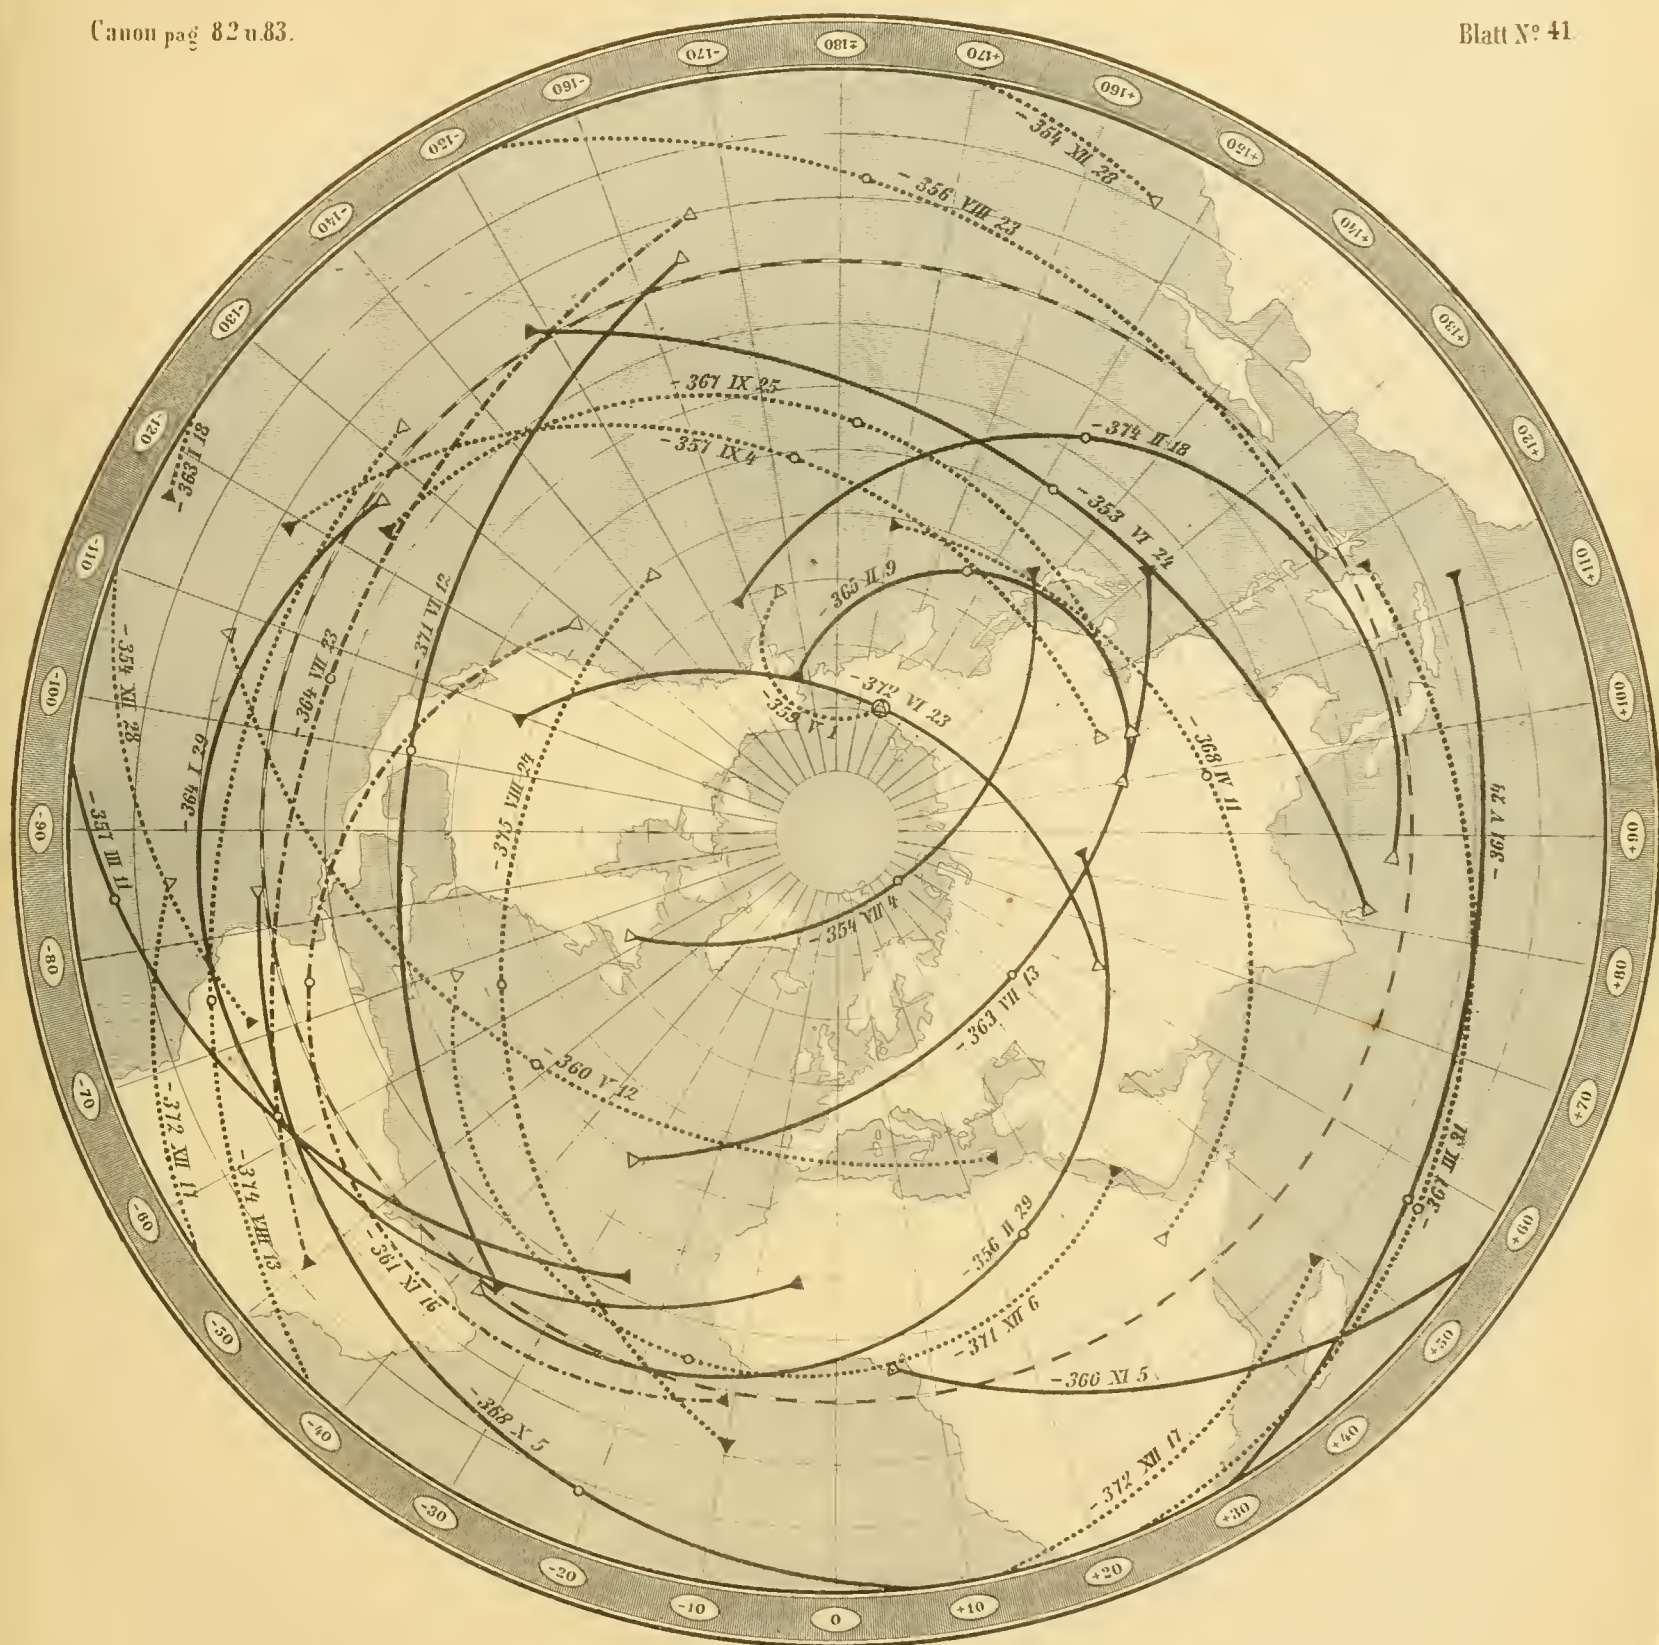 Canon pag 82 u.83.
Blatt Nº 41
±180
+170
+160
+150
+140
+130
+120
+110
+100
+90
+80
+70
+60
+50
+40
+30
+20
+10
0
-10
-20
-30
-40
-50
-60
-70
-80
-90
-100
-110
-120
-130
-140
-150
-160
-170
-354 XII 28
-356 VIII 23
-367 IX 25
-357 IX 4
-374 II 18
-353 VI 24
-363 I 18
-365 II 9
-371 VI 12
-364 VII 23
-354 XII 28
-372 VI 23
-359 V 1
-368 IV 11
-364 I 29
-375 VIII 24
-361 V 24
-357 III 11
-354 XII 4
-363 VII 13
-360 V 12
-372 XII 17
-374 VIII 13
-367 III
-356 II 29
-361 XI 16
-371 XII 6
-360 XI 5
-368 X 5
-372 XII 17